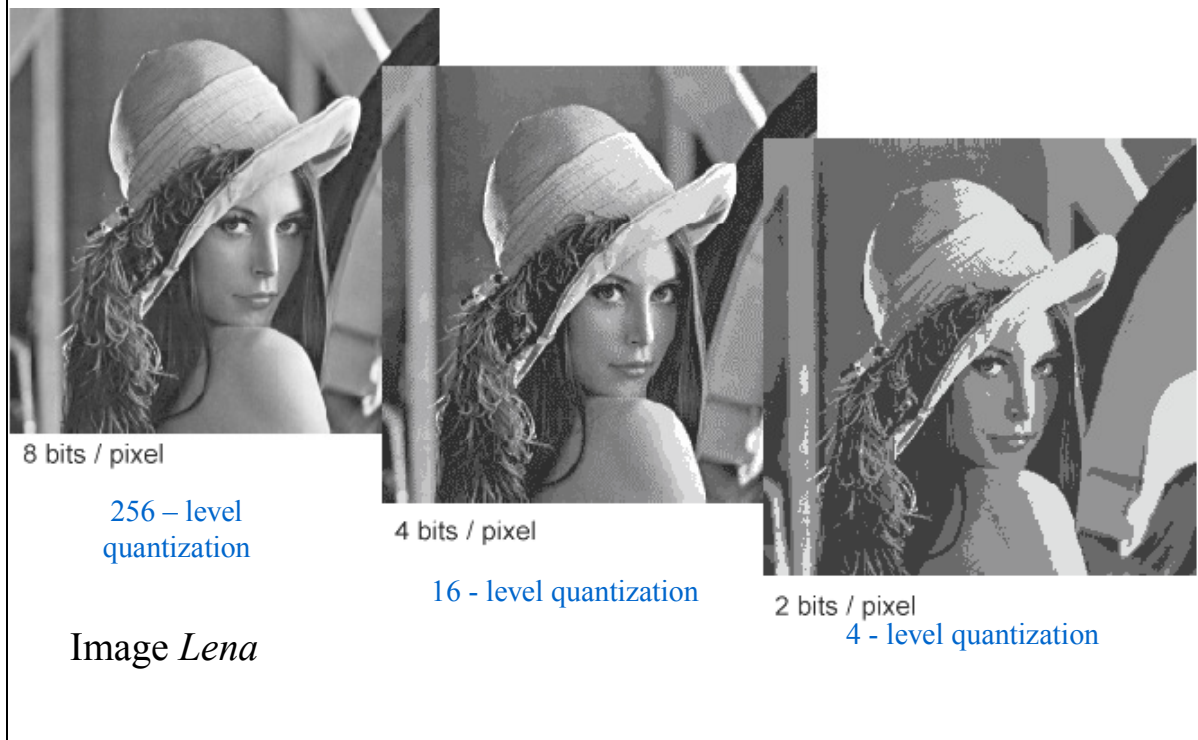 8 bits / pixel
256 – level
quantization
4 bits / pixel
16 - level quantization
2 bits / pixel
4 - level quantization
Image Lena